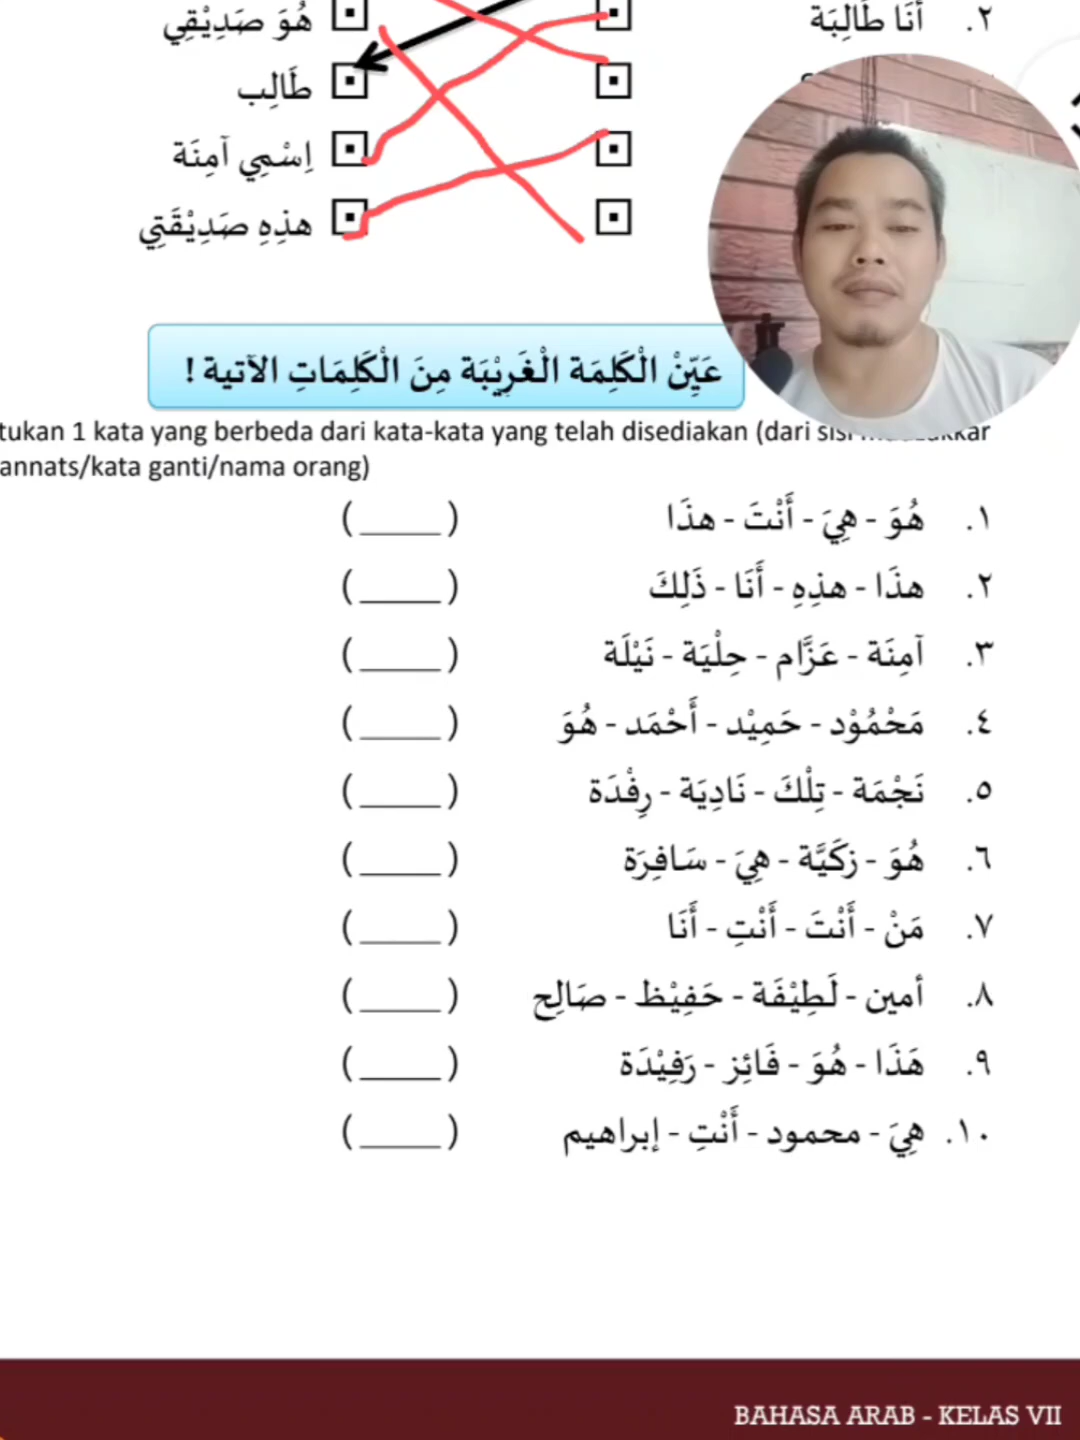 ٢. أَنَا طَالِبَة
هُوَ صَدِيْقِي
طَالِب
اِسْمِي آمِنَة
هذِهِ صَدِيْقَتِي
عَيِّنْ الْكَلِمَة الْغَرِيْبَة مِنَ الْكَلِمَاتِ الآتية !
tukan 1 kata yang berbeda dari kata-kata yang telah disediakan (dari
annats/kata ganti/nama orang)
١. هُوَ - هِيَ - أَنْتَ - هذَا (____)
٢. هذَا - هذِهِ - أَنَا - ذَلِكَ (____)
٣. آمِنَة - عَزَّام - حِلْيَة - نَيْلَة (____)
٤. مَحْمُوْد - حَمِيْد - أَحْمَد - هُوَ (____)
٥. نَجْمَة - تِلْكَ - نَادِيَة - رِفْدَة (____)
٦. هُوَ - زكَيَّة - هِيَ - سَافِرَة (____)
٧. مَنْ - أَنْتَ - أَنْتِ - أَنَا (____)
٨. أمين - لَطِيْفَة - حَفِيْظ - صَالِح (____)
٩. هَذَا - هُوَ - فَائِز - رَفِيْدَة (____)
١٠. هِيَ - محمود - أَنْتِ - إبراهيم (____)
BAHASA ARAB - KELAS VII